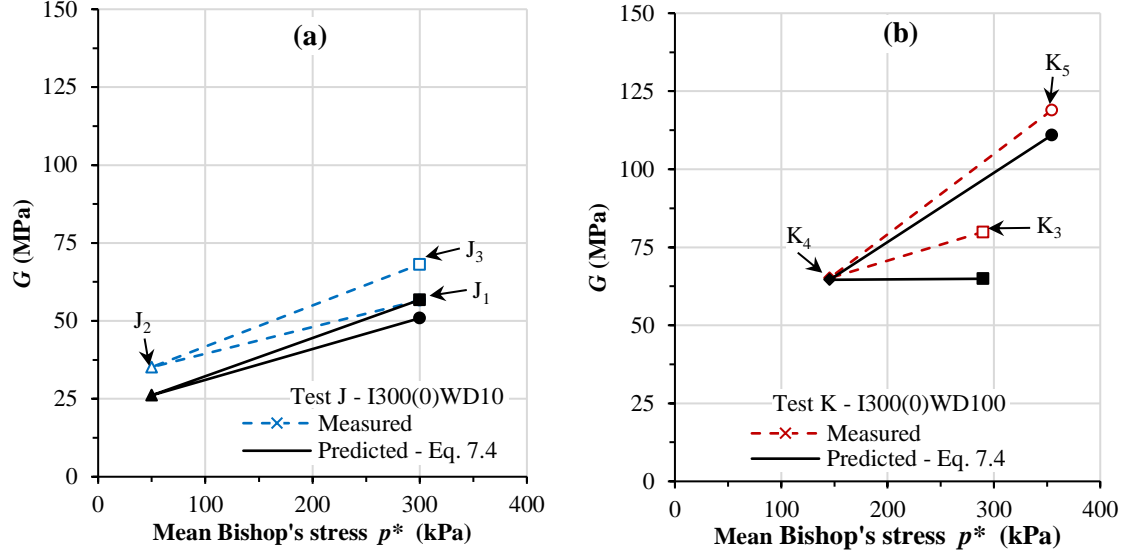 (a)
150
125
100
75
50
25
0
G (MPa)
J3
J1
J2
Test J - I300(0)WD10
Measured
Predicted - Eq. 7.4
0 100 200 300 400
Mean Bishop's stress p* (kPa)
(b)
150
125
100
75
50
25
0
G (MPa)
K5
K3
K4
Test K - I300(0)WD100
Measured
Predicted - Eq. 7.4
0 100 200 300 400
Mean Bishop's stress p* (kPa)